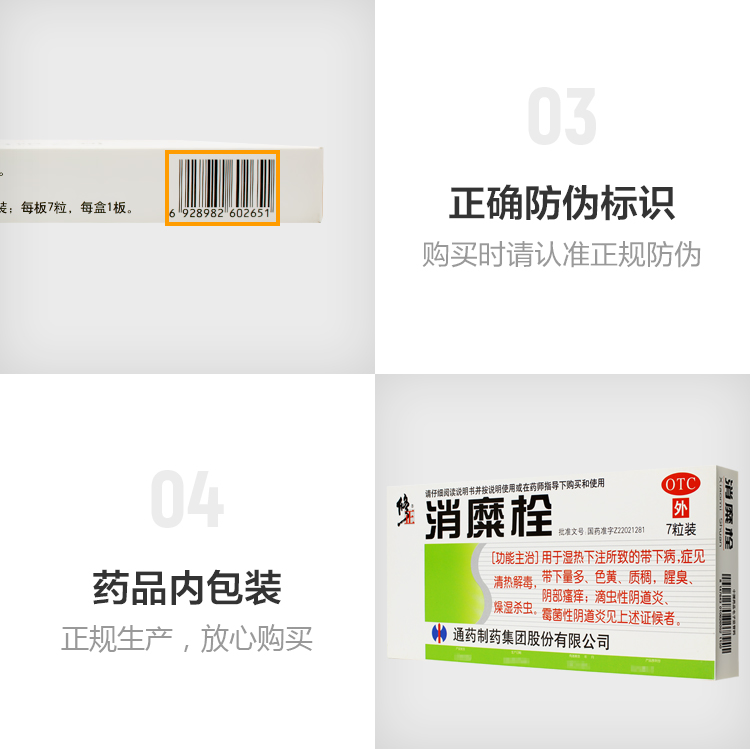 。
装：每板7粒，每盒1板。
6 928982 602651
03
正确防伪标识
购买时请认准正规防伪
04
药品内包装
正规生产，放心购买
请仔细阅读说明书并按说明使用或在药师指导下购买和使用
OTC
外
消糜栓
批准文号:国药准字Z22021281
7粒装
[功能主治]用于湿热下注所致的带下病,症见
清热解毒，带下量多、色黄、质稠，腥臭、
阴部瘙痒；滴虫性阴道炎、
燥湿杀虫。霉菌性阴道炎见上述证候者。
通药制药集团股份有限公司
消糜栓